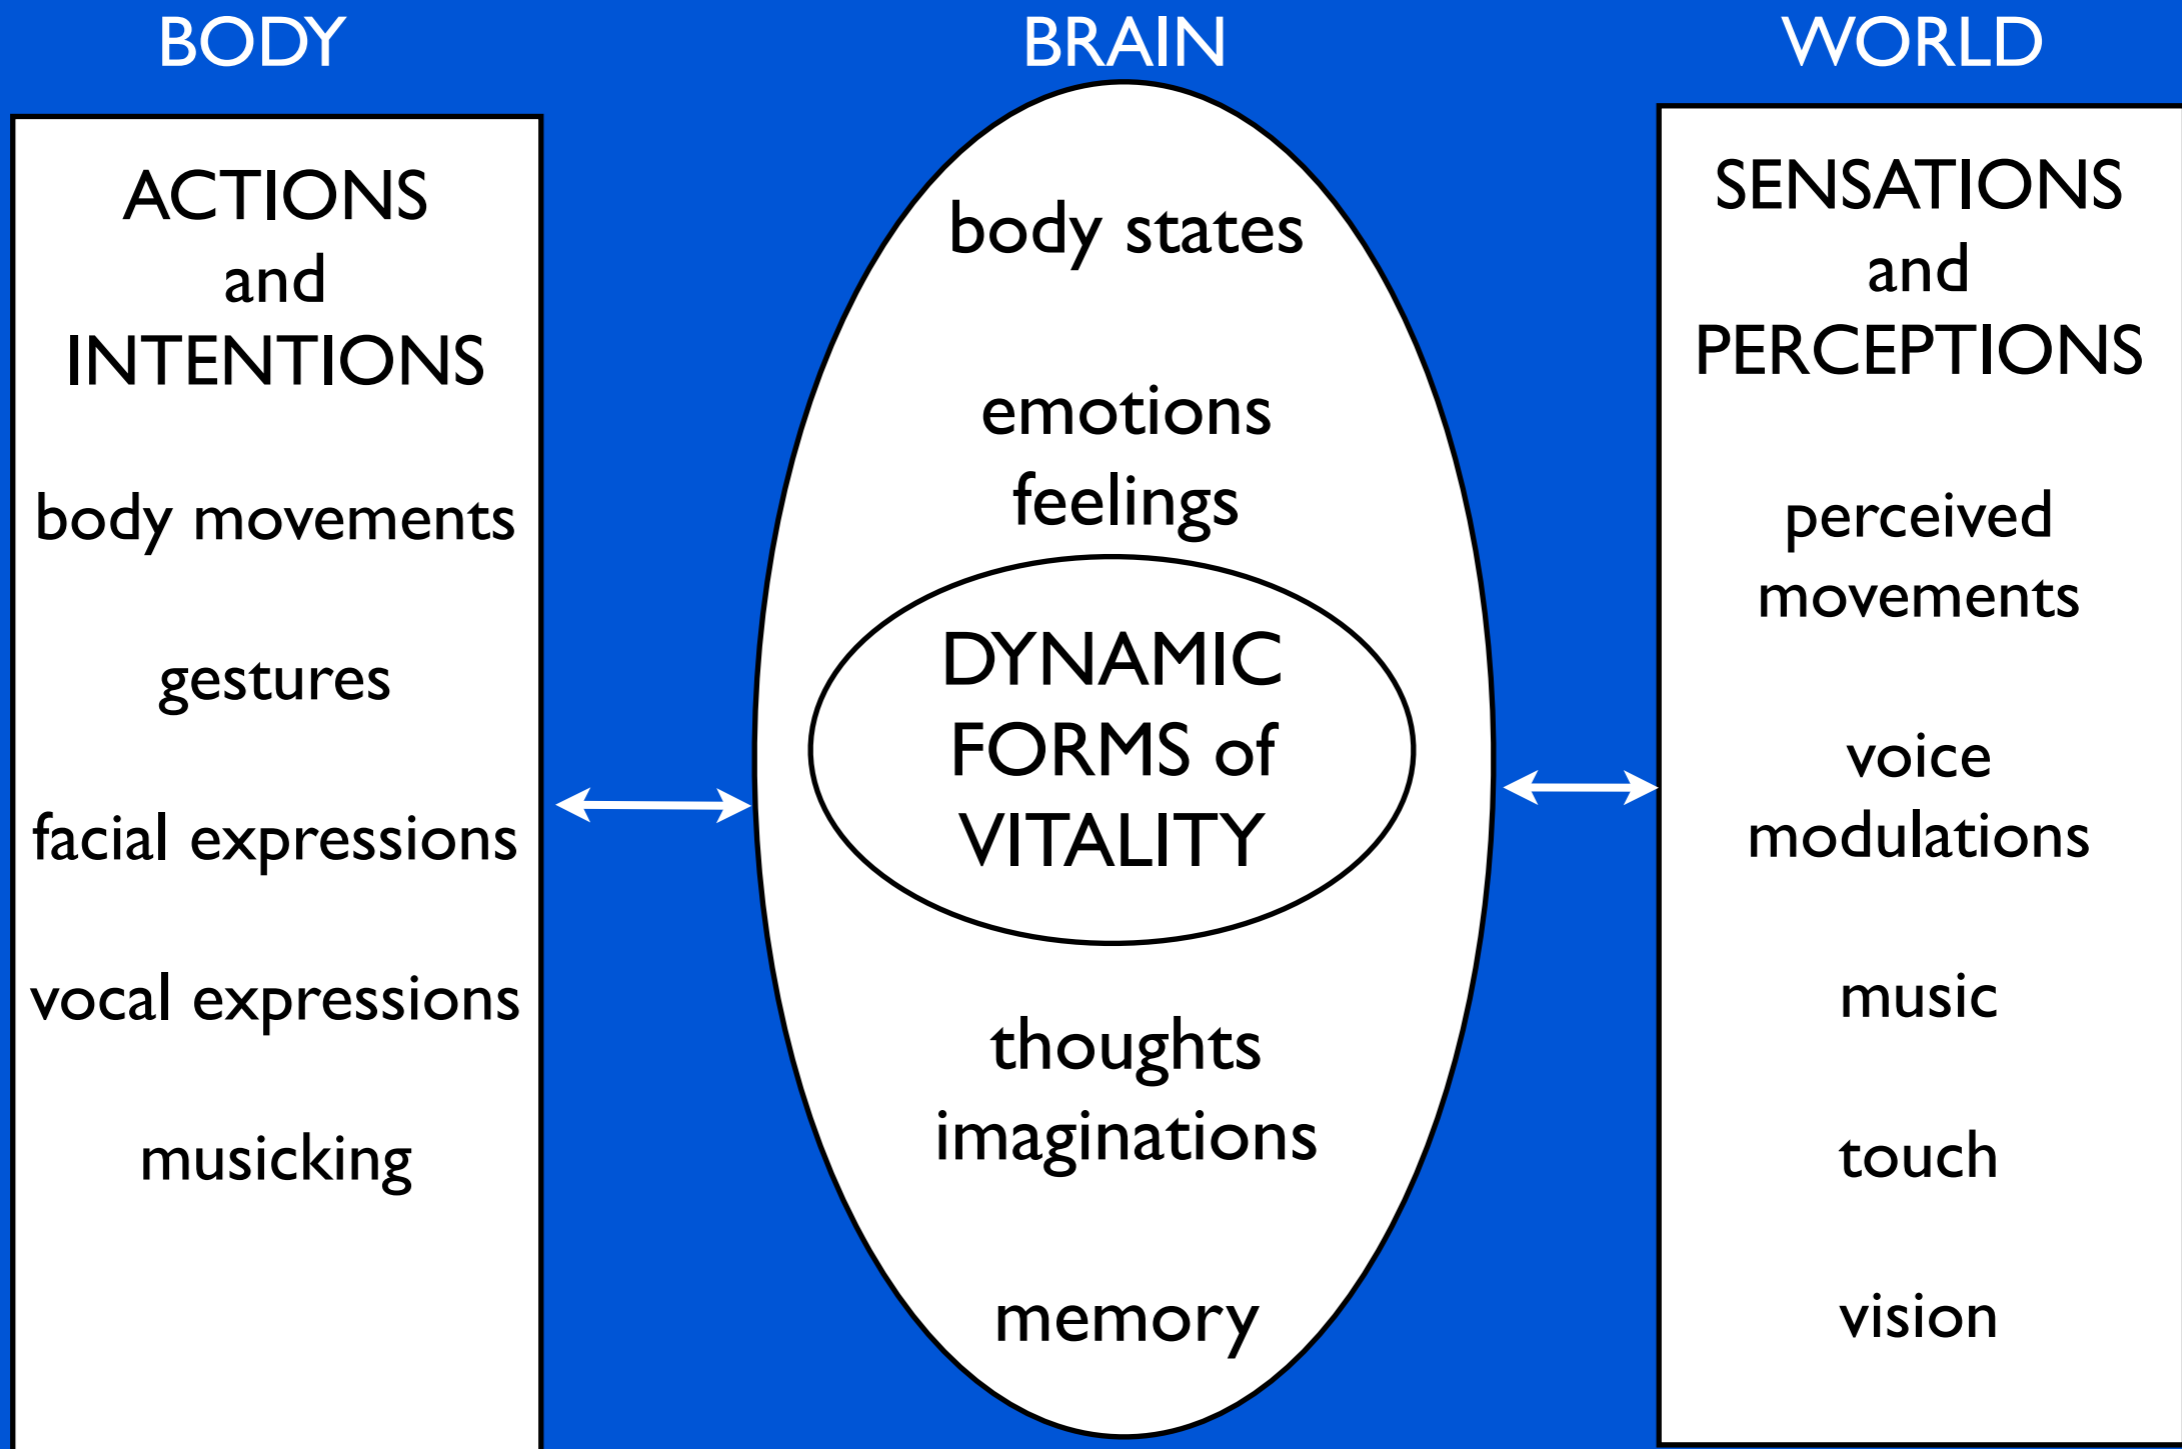 BODY
ACTIONS
and
INTENTIONS
body movements
gestures
facial expressions
vocal expressions
musicking
BRAIN
body states
emotions
feelings
DYNAMIC
FORMS of
VITALITY
thoughts
imaginations
memory
WORLD
SENSATIONS
and
PERCEPTIONS
perceived
movements
voice
modulations
music
touch
vision